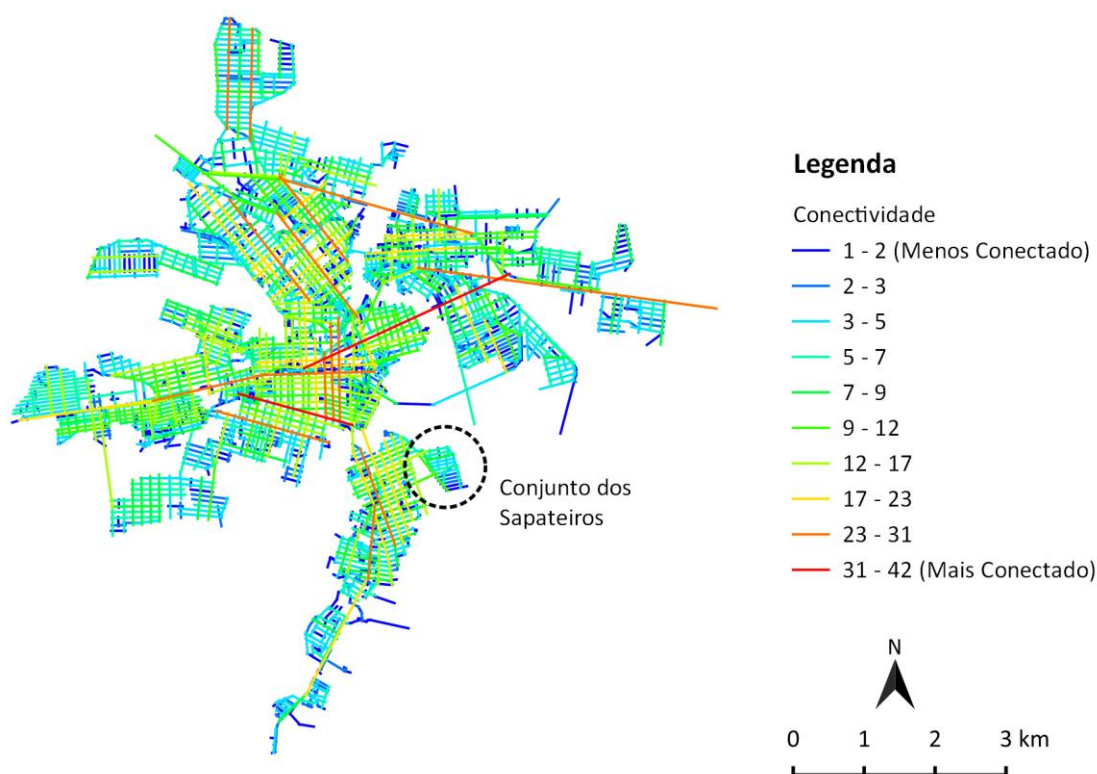 Conjunto dos
Sapateiros
Legenda
Conectividade
1 - 2 (Menos Conectado)
2 - 3
3 - 5
5 - 7
7 - 9
9 - 12
12 - 17
17 - 23
23 - 31
31 - 42 (Mais Conectado)
N
0 1 2 3 km